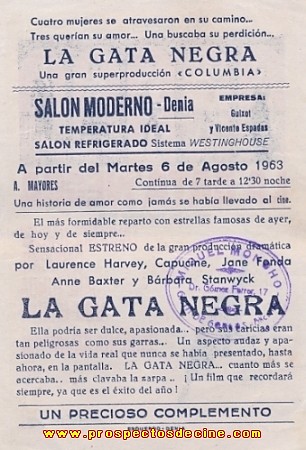 Cuatro mujeres se atravesaron en su camino...
Tres querían su amor... Una buscaba su perdición...
LA GATA NEGRA
Una gran superproducción «COLUMBIA»
SALON MODERNO - Denia
TEMPERATURA IDEAL
SALON REFRIGERADO Sistema WESTINGHOUSE
EMPRESA:
Guixot
y Vicente Espadas
A partir del Martes 6 de Agosto 1963
A. MAYORES
Contínua de 7 tarde a 12'30 noche
Una historia de amor como jamás se había llevado al cine.
El más formidable reparto con estrellas famosas de ayer,
de hoy y de siempre...
Sensacional ESTRENO de la gran producción dramática
por Laurence Harvey, Capucine, Jane Fonda
Anne Baxter y Bárbara Stanwyck
MIGUEL
LA GATA NEGRA
Ella podría ser dulce, apasionada... pero sus caricias eran
tan peligrosas como sus garras... Un aspecto audaz y apa-
sionado de la vida real que nunca se había presentado, hasta
ahora, en la pantalla. LA GATA NEGRA... cuanto más se
acercaba.. más clavaba la zarpa .. ¡Un film que recordará
siempre, ya que es el éxito del año!
UN PRECIOSO COMPLEMENTO
www.prospectosdecine.com